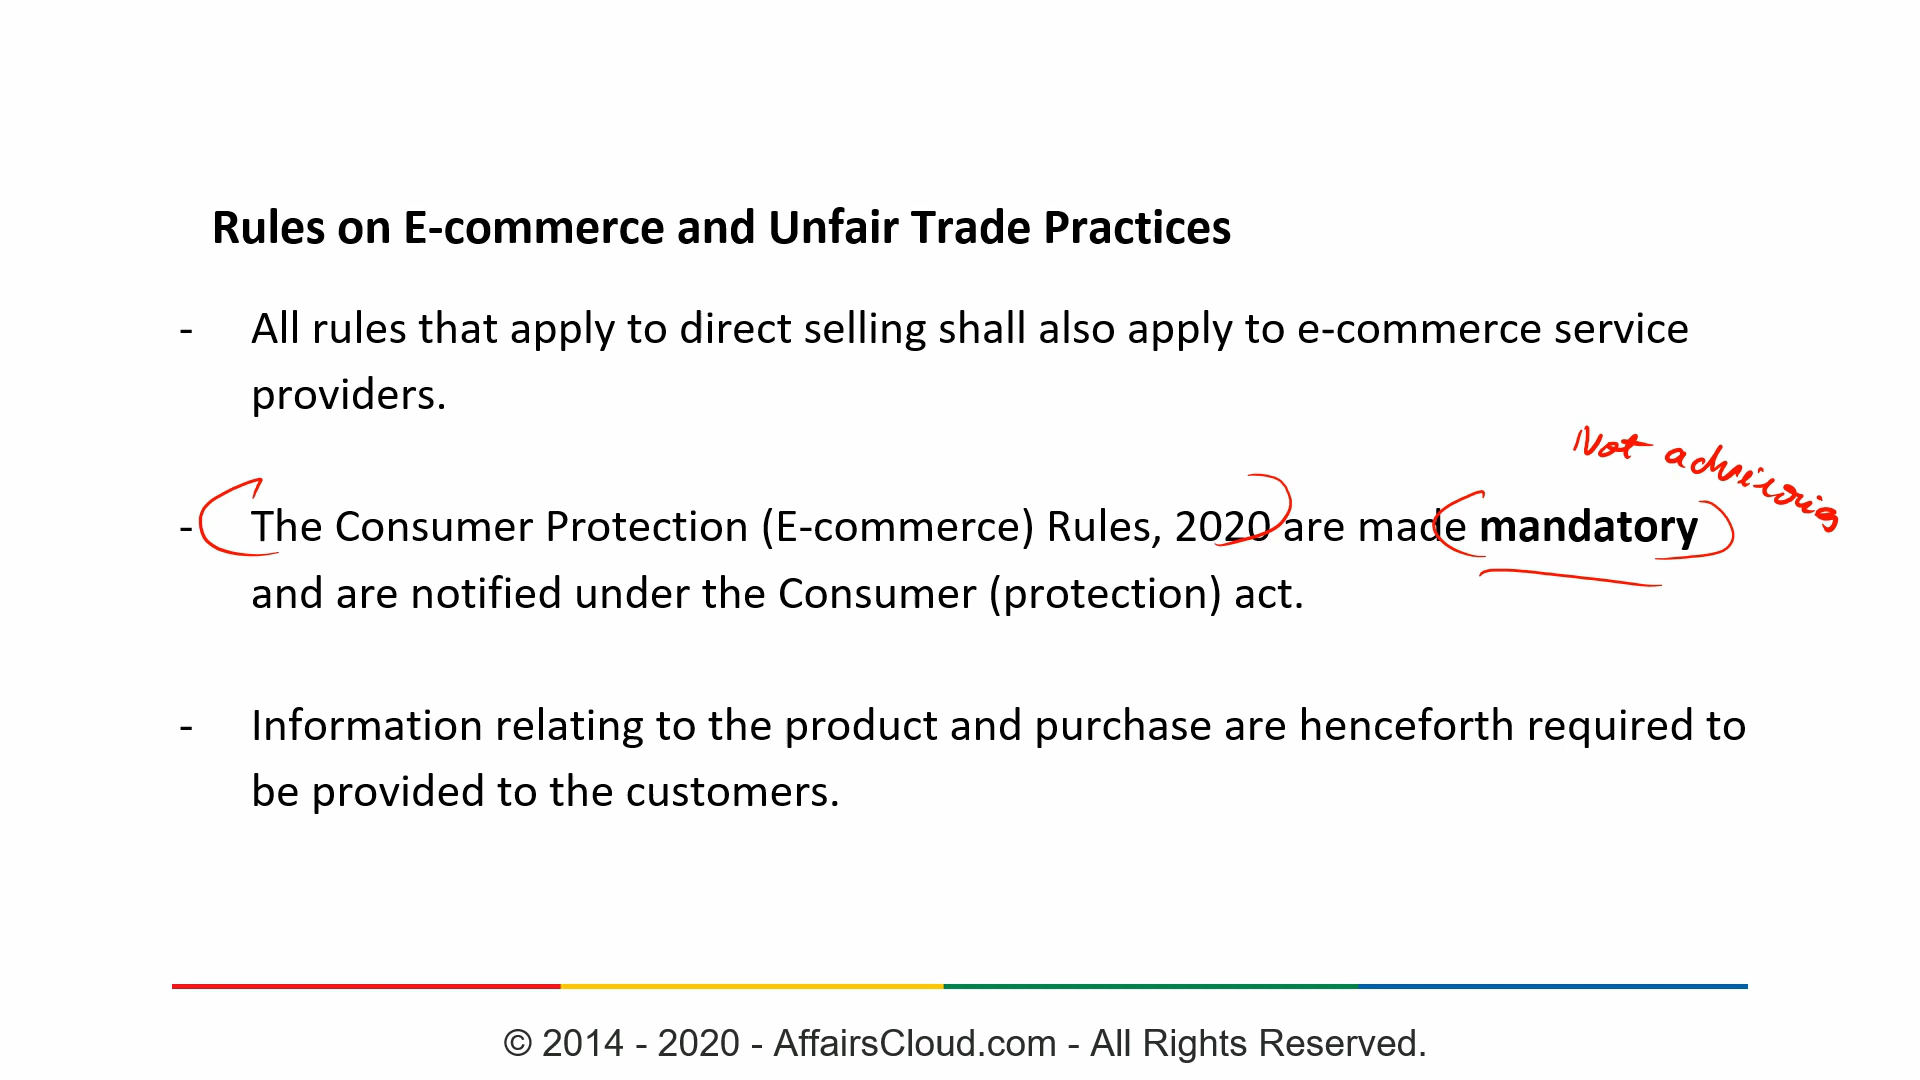 Rules on E-commerce and Unfair Trade Practices
- All rules that apply to direct selling shall also apply to e-commerce service
providers.
Not advisories
- The Consumer Protection (E-commerce) Rules, 2020 are made mandatory
and are notified under the Consumer (protection) act.
- Information relating to the product and purchase are henceforth required to
be provided to the customers.
© 2014 - 2020 - AffairsCloud.com - All Rights Reserved.